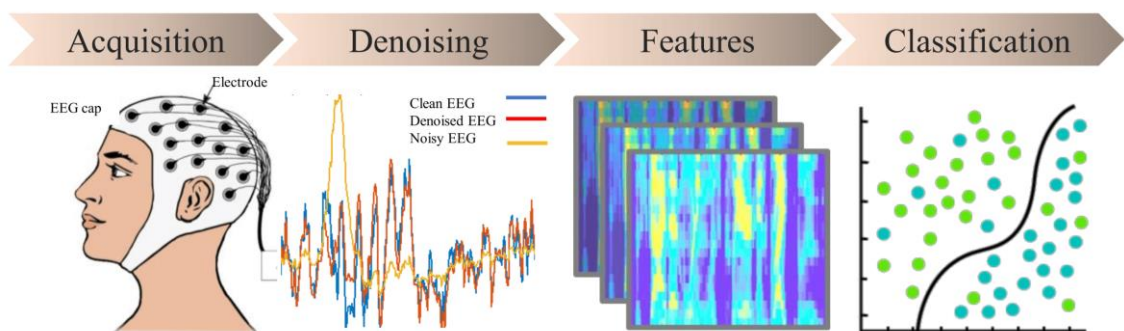 Acquisition
Denoising
Features
Classification
Electrode
EEG cap
Clean EEG
Denoised EEG
Noisy EEG